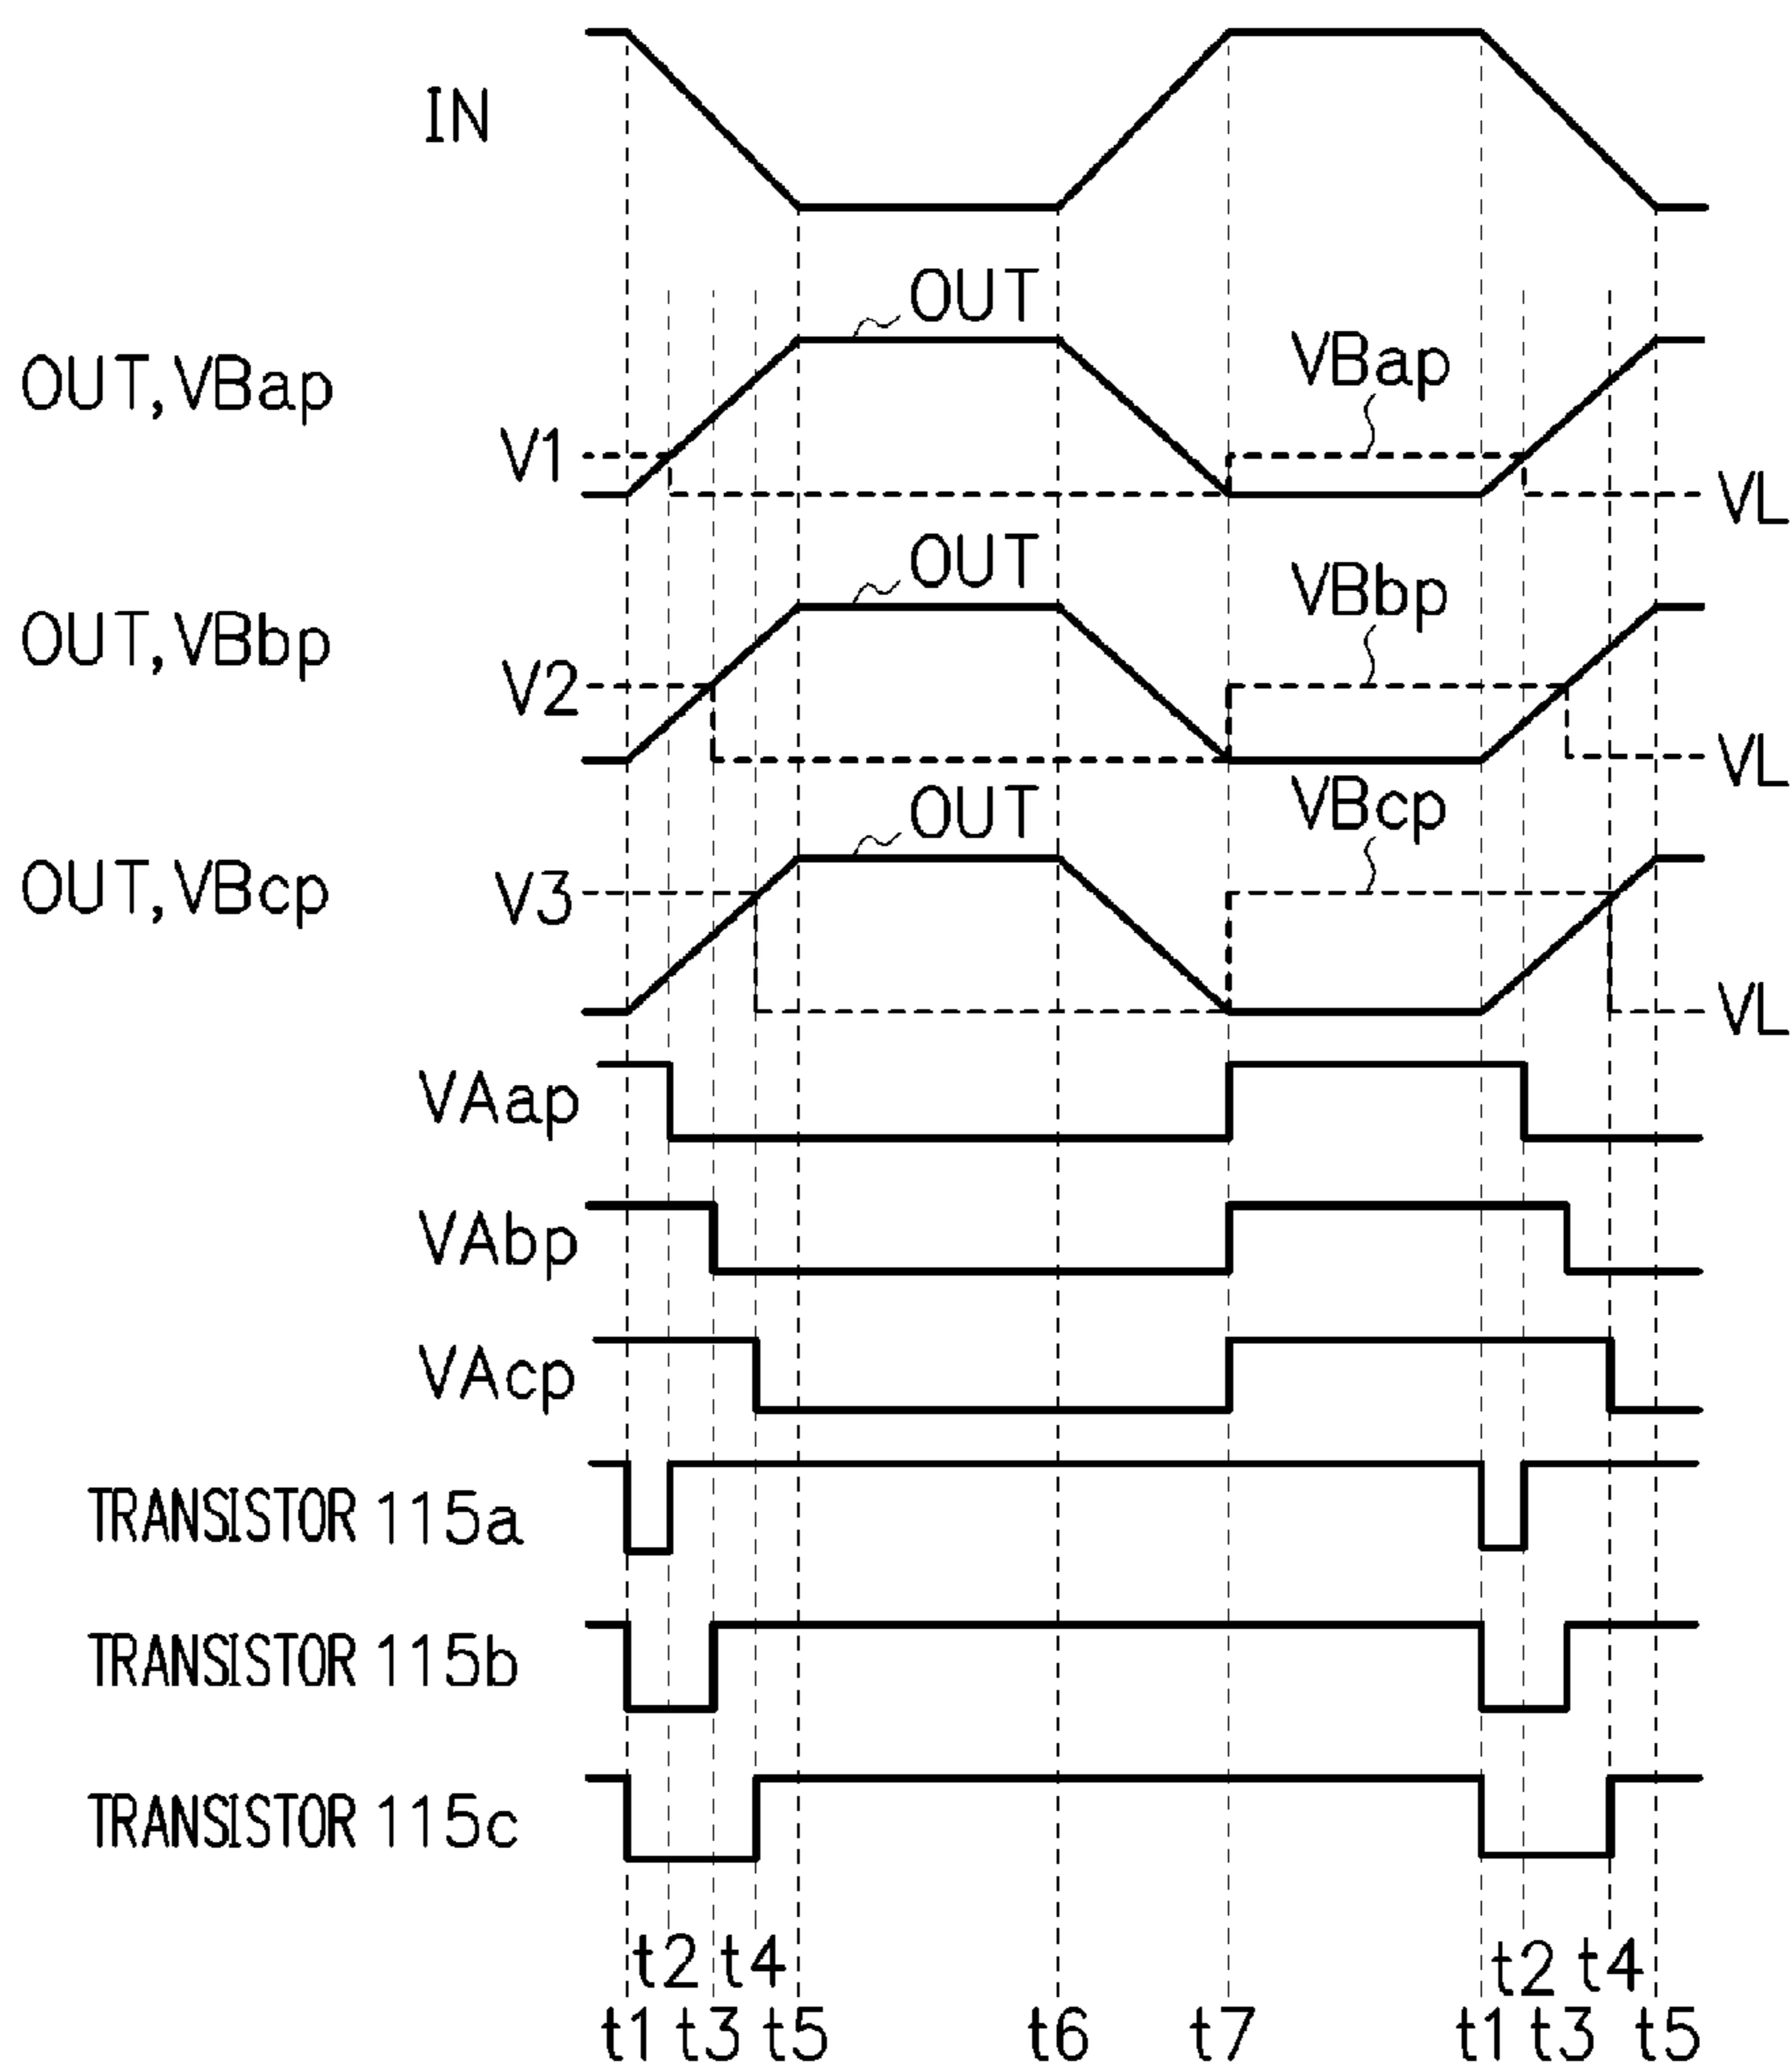 IN
OUT
OUT, VBap
VBap
V1
VL
OUT
OUT, VBbp
VBbp
V2
VL
OUT
OUT, VBcp
VBcp
V3
VL
VAap
VAbp
VAcp
TRANSISTOR 115a
TRANSISTOR 115b
TRANSISTOR 115c
t2 t4 t2 t4
t1 t3 t5 t6 t7 t1 t3 t5